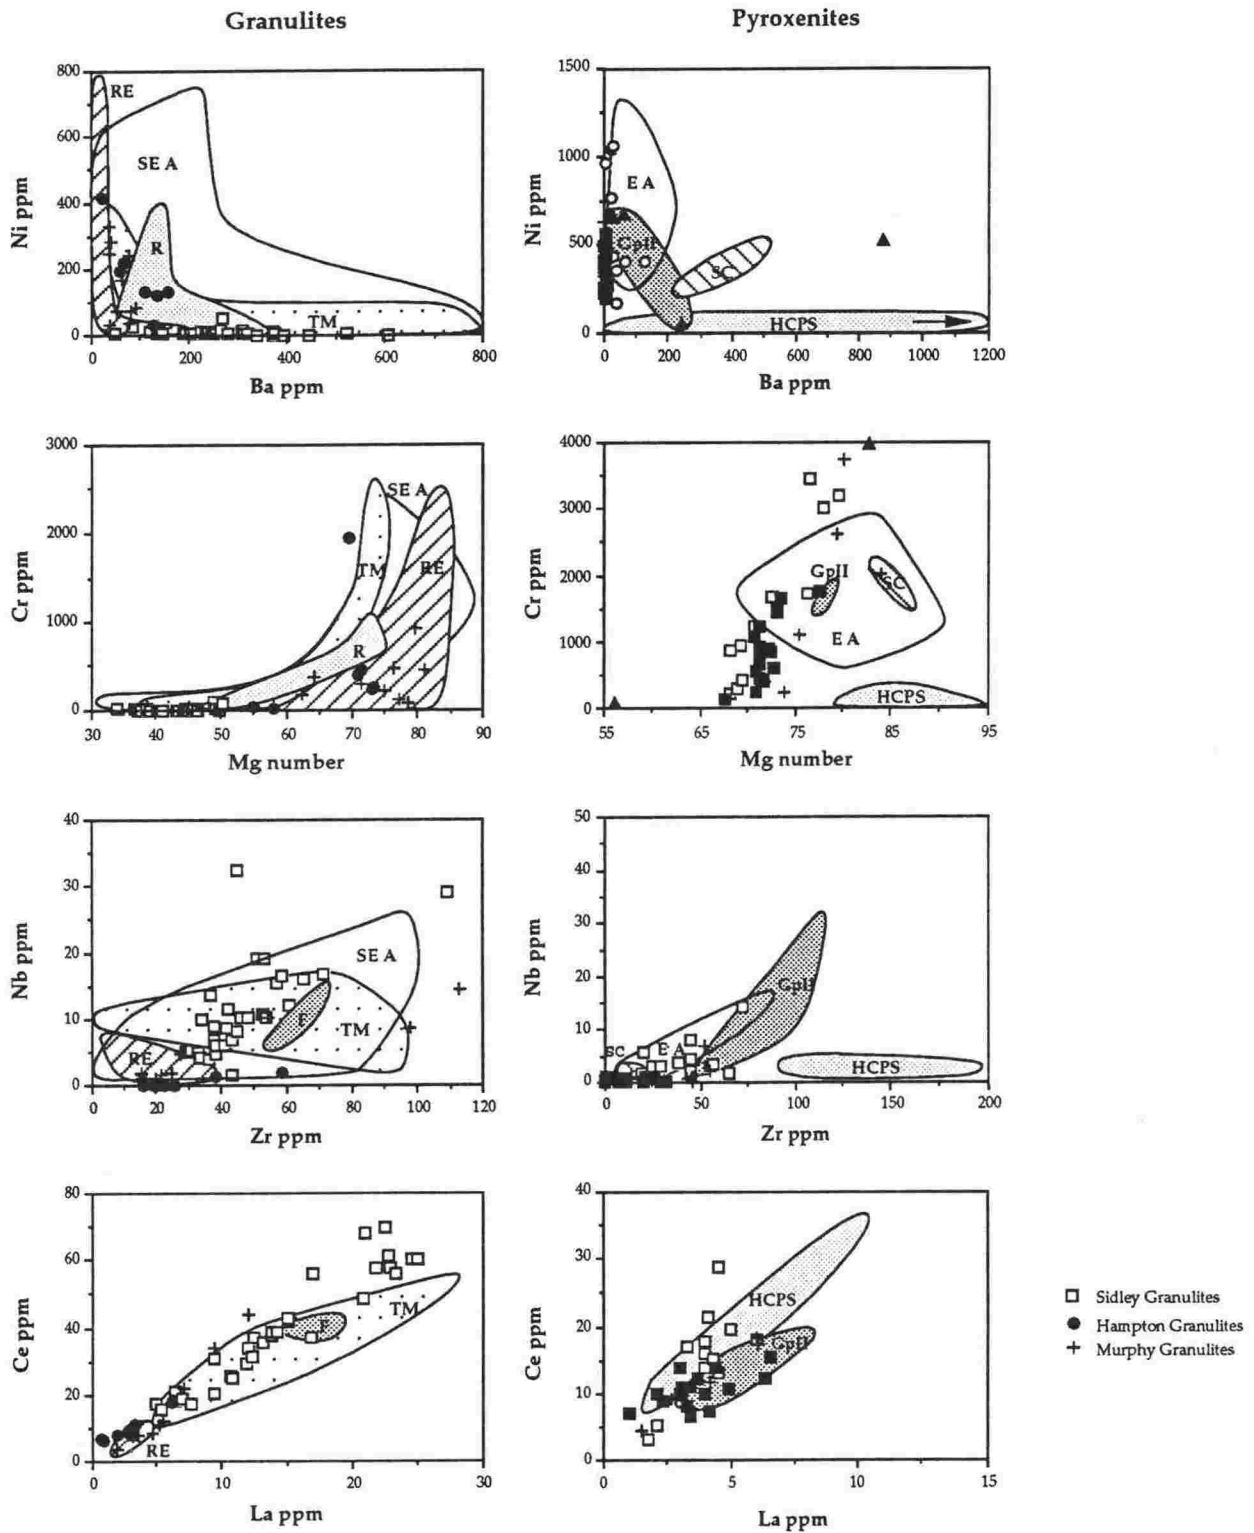 Granulites
Pyroxenites
800
600
400
200
0
Ni ppm
RE
SE A
R
TM
0 200 400 600 800
Ba ppm
1500
1000
500
0
Ni ppm
E A
GpII
SC
HCPS
0 200 400 600 800 1000 1200
Ba ppm
3000
2000
1000
0
Cr ppm
SE A
TM
RE
R
30 40 50 60 70 80 90
Mg number
4000
3000
2000
1000
0
Cr ppm
GpII
SC
E A
HCPS
55 65 75 85 95
Mg number
40
30
20
10
0
Nb ppm
SE A
F
TM
RE
0 20 40 60 80 100 120
Zr ppm
50
40
30
20
10
0
Nb ppm
GpII
SC
E A
HCPS
0 50 100 150 200
Zr ppm
80
60
40
20
0
Ce ppm
TM
F
RE
0 10 20 30
La ppm
40
30
20
10
0
Ce ppm
HCPS
GpII
0 5 10 15
La ppm
Sidley Granulites
Hampton Granulites
Murphy Granulites